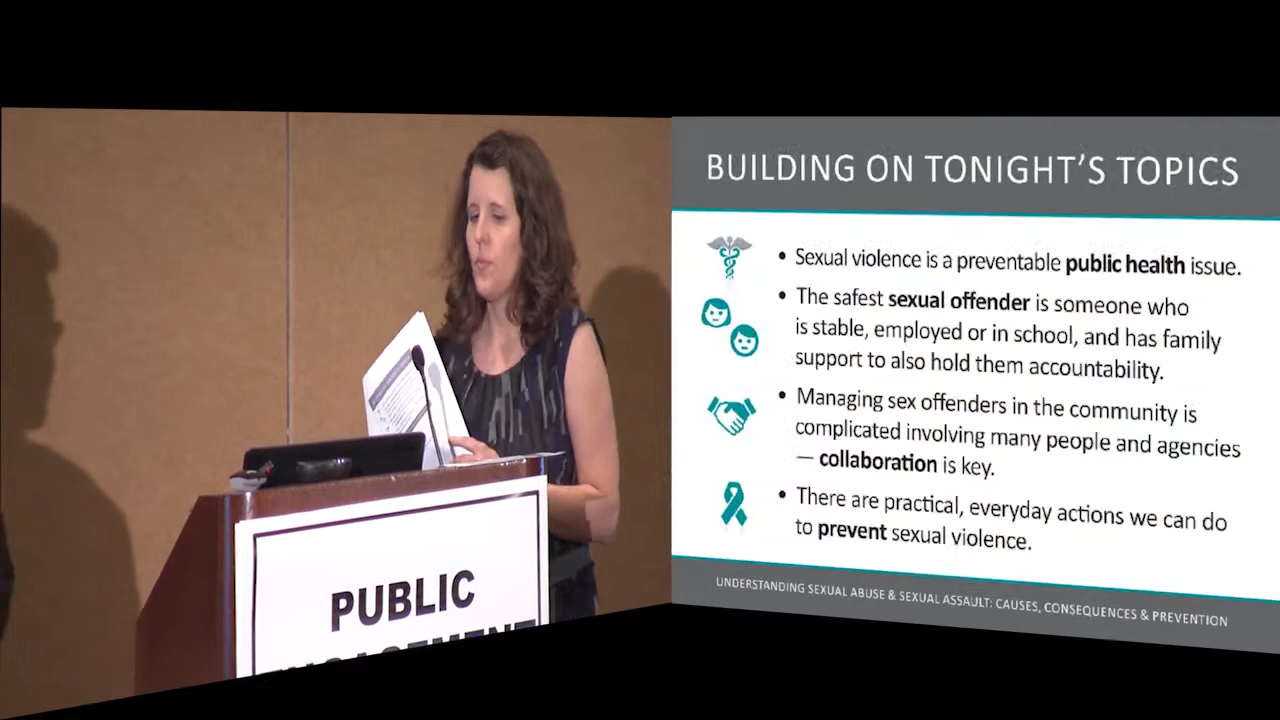 BUILDING ON TONIGHT'S TOPICS
• Sexual violence is a preventable public health issue.
• The safest sexual offender is someone who
is stable, employed or in school, and has family
support to also hold them accountability.
• Managing sex offenders in the community is
complicated involving many people and agencies
— collaboration is key.
• There are practical, everyday actions we can do
to prevent sexual violence.
UNDERSTANDING SEXUAL ABUSE & SEXUAL ASSAULT: CAUSES, CONSEQUENCES & PREVENTION
PUBLIC